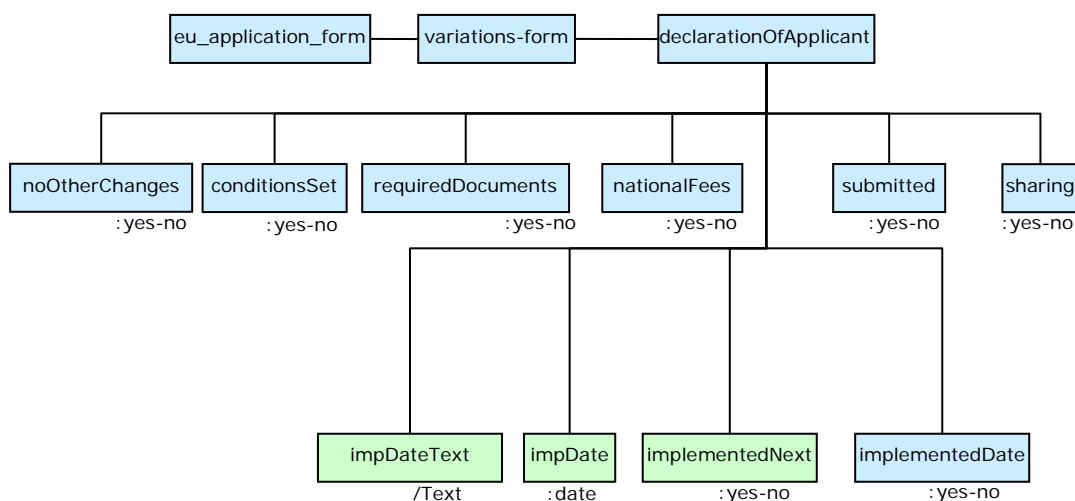 eu_application_form
variations-form
declarationOfApplicant
noOtherChanges
conditionsSet
requiredDocuments
nationalFees
submitted
sharing
:yes-no
:yes-no
:yes-no
:yes-no
:yes-no
:yes-no
impDateText
impDate
implementedNext
implementedDate
/Text
:date
:yes-no
:yes-no